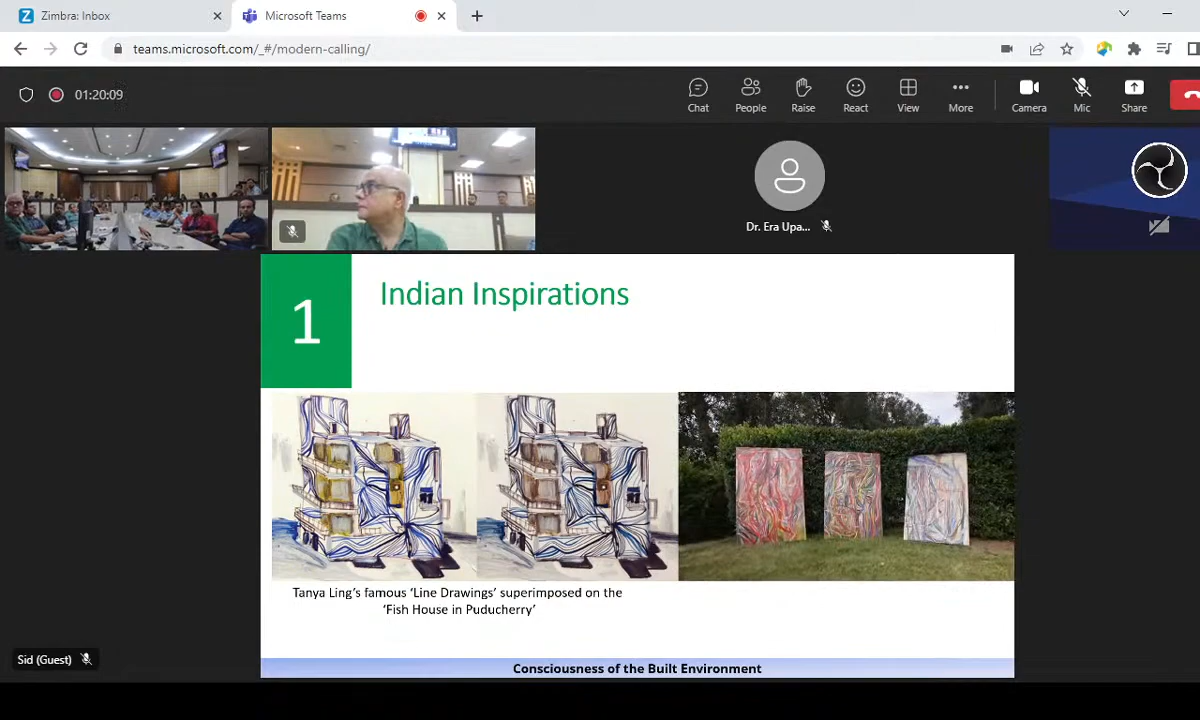 Zimbra: Inbox
Microsoft Teams
teams.microsoft.com/_#/modern-calling/
01:20:09
Chat
People
Raise
React
View
More
Camera
Mic
Share
Dr. Era Upa...
1
Indian Inspirations
Tanya Ling's famous ‘Line Drawings’ superimposed on the
‘Fish House in Puducherry’
Sid (Guest)
Consciousness of the Built Environment